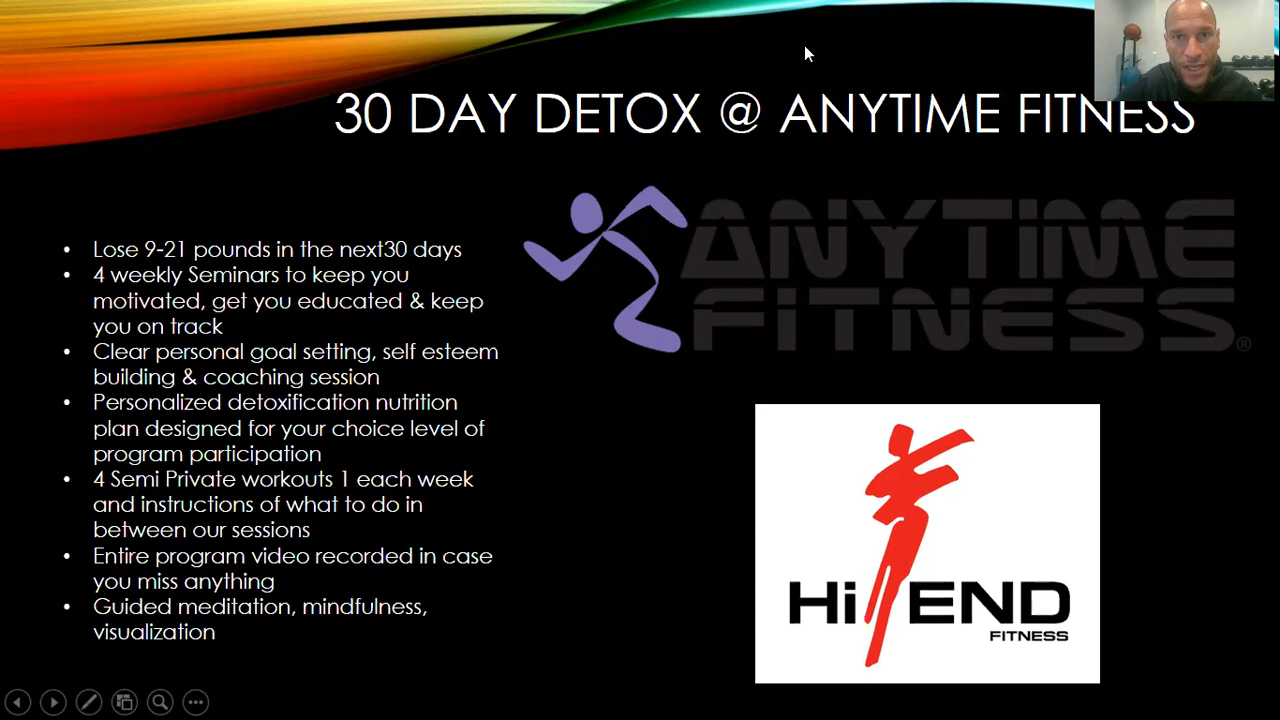 30 DAY DETOX @ ANYTIME FITNESS
• Lose 9-21 pounds in the next30 days
• 4 weekly Seminars to keep you
motivated, get you educated & keep
you on track
• Clear personal goal setting, self esteem
building & coaching session
• Personalized detoxification nutrition
plan designed for your choice level of
program participation
• 4 Semi Private workouts 1 each week
and instructions of what to do in
between our sessions
• Entire program video recorded in case
you miss anything
• Guided meditation, mindfulness,
visualization
ANYTIME
FiTNESS®
Hi END
FITNESS